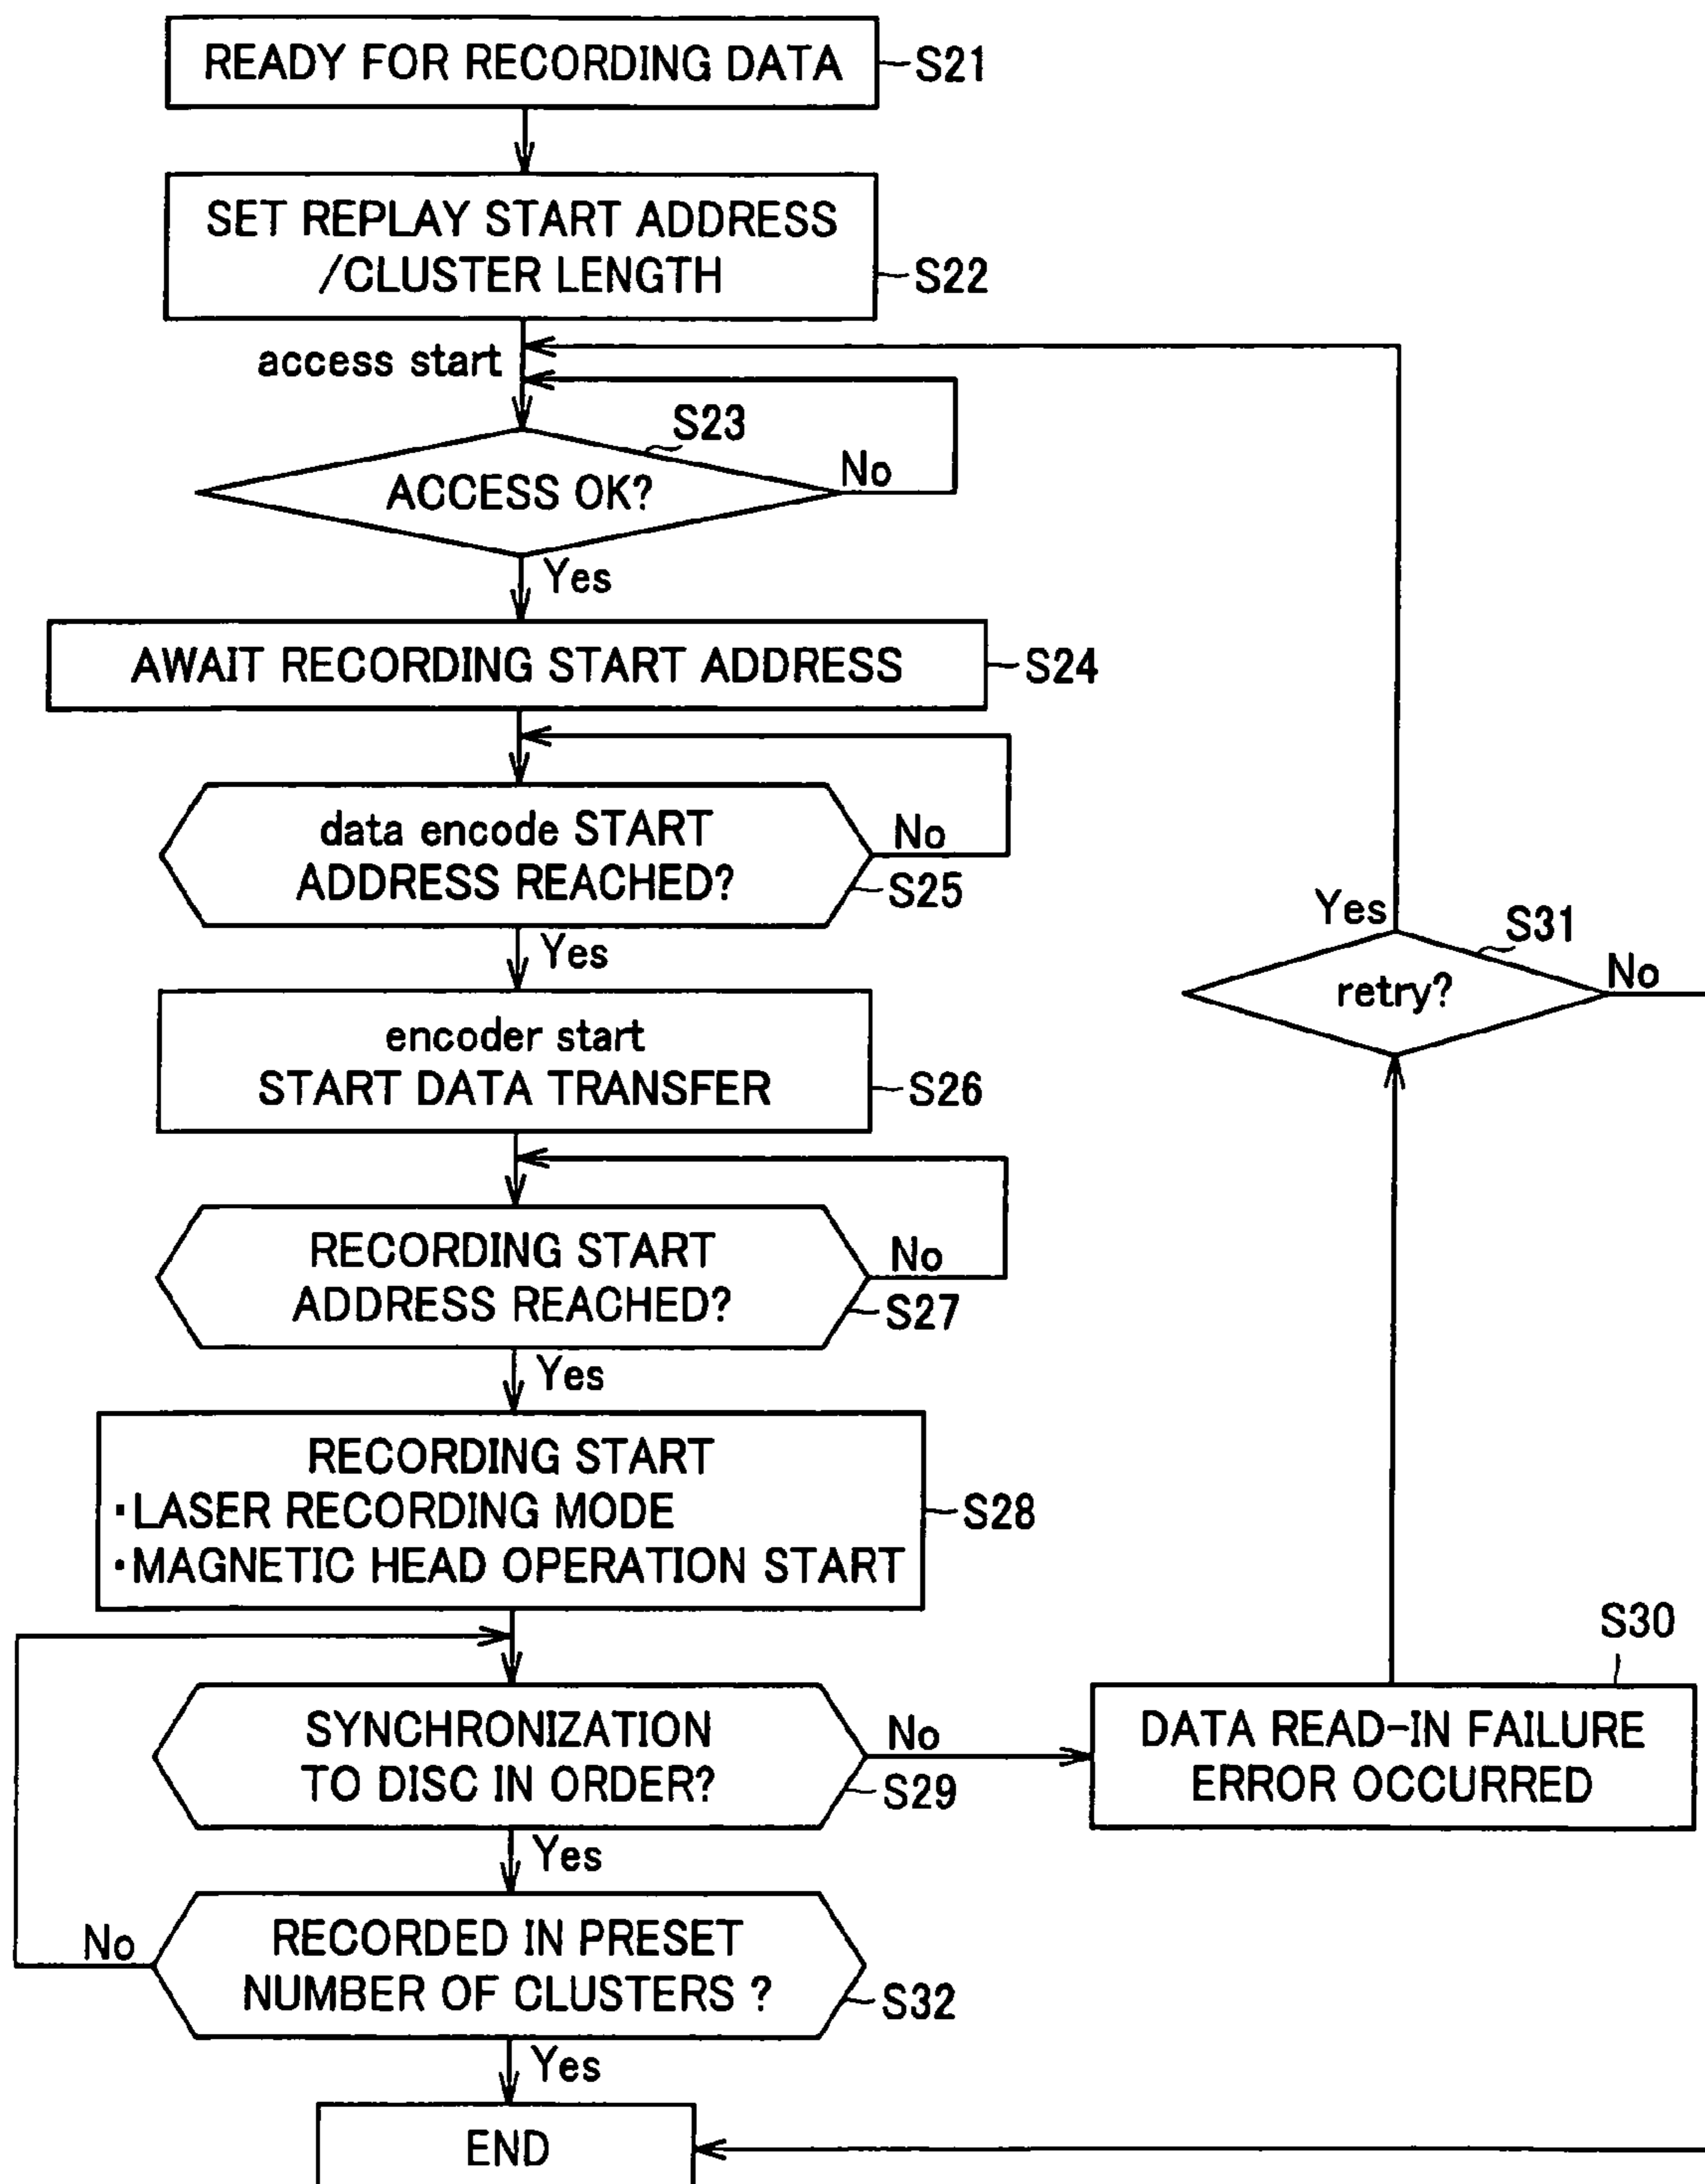 READY FOR RECORDING DATA
S21
SET REPLAY START ADDRESS
/CLUSTER LENGTH
S22
access start
S23
ACCESS OK?
No
Yes
AWAIT RECORDING START ADDRESS
S24
data encode START
ADDRESS REACHED?
No
S25
Yes
encoder start
START DATA TRANSFER
S26
RECORDING START
ADDRESS REACHED?
No
S27
Yes
RECORDING START
·LASER RECORDING MODE
·MAGNETIC HEAD OPERATION START
S28
SYNCHRONIZATION
TO DISC IN ORDER?
No
S29
Yes
S30
DATA READ-IN FAILURE
ERROR OCCURRED
S31
retry?
Yes
No
RECORDED IN PRESET
NUMBER OF CLUSTERS ?
No
S32
Yes
END